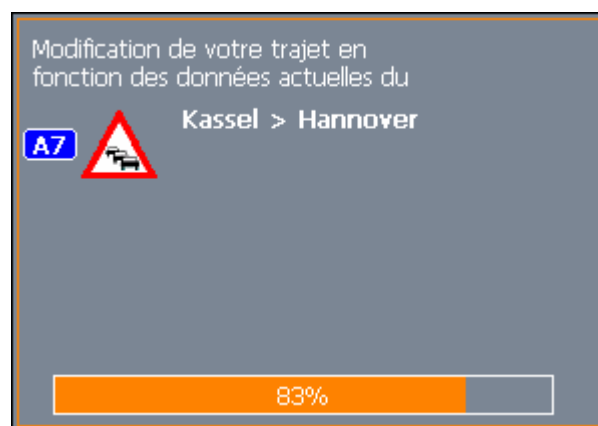 Modification de votre trajet en
fonction des données actuelles du
Kassel > Hannover
A7
83%